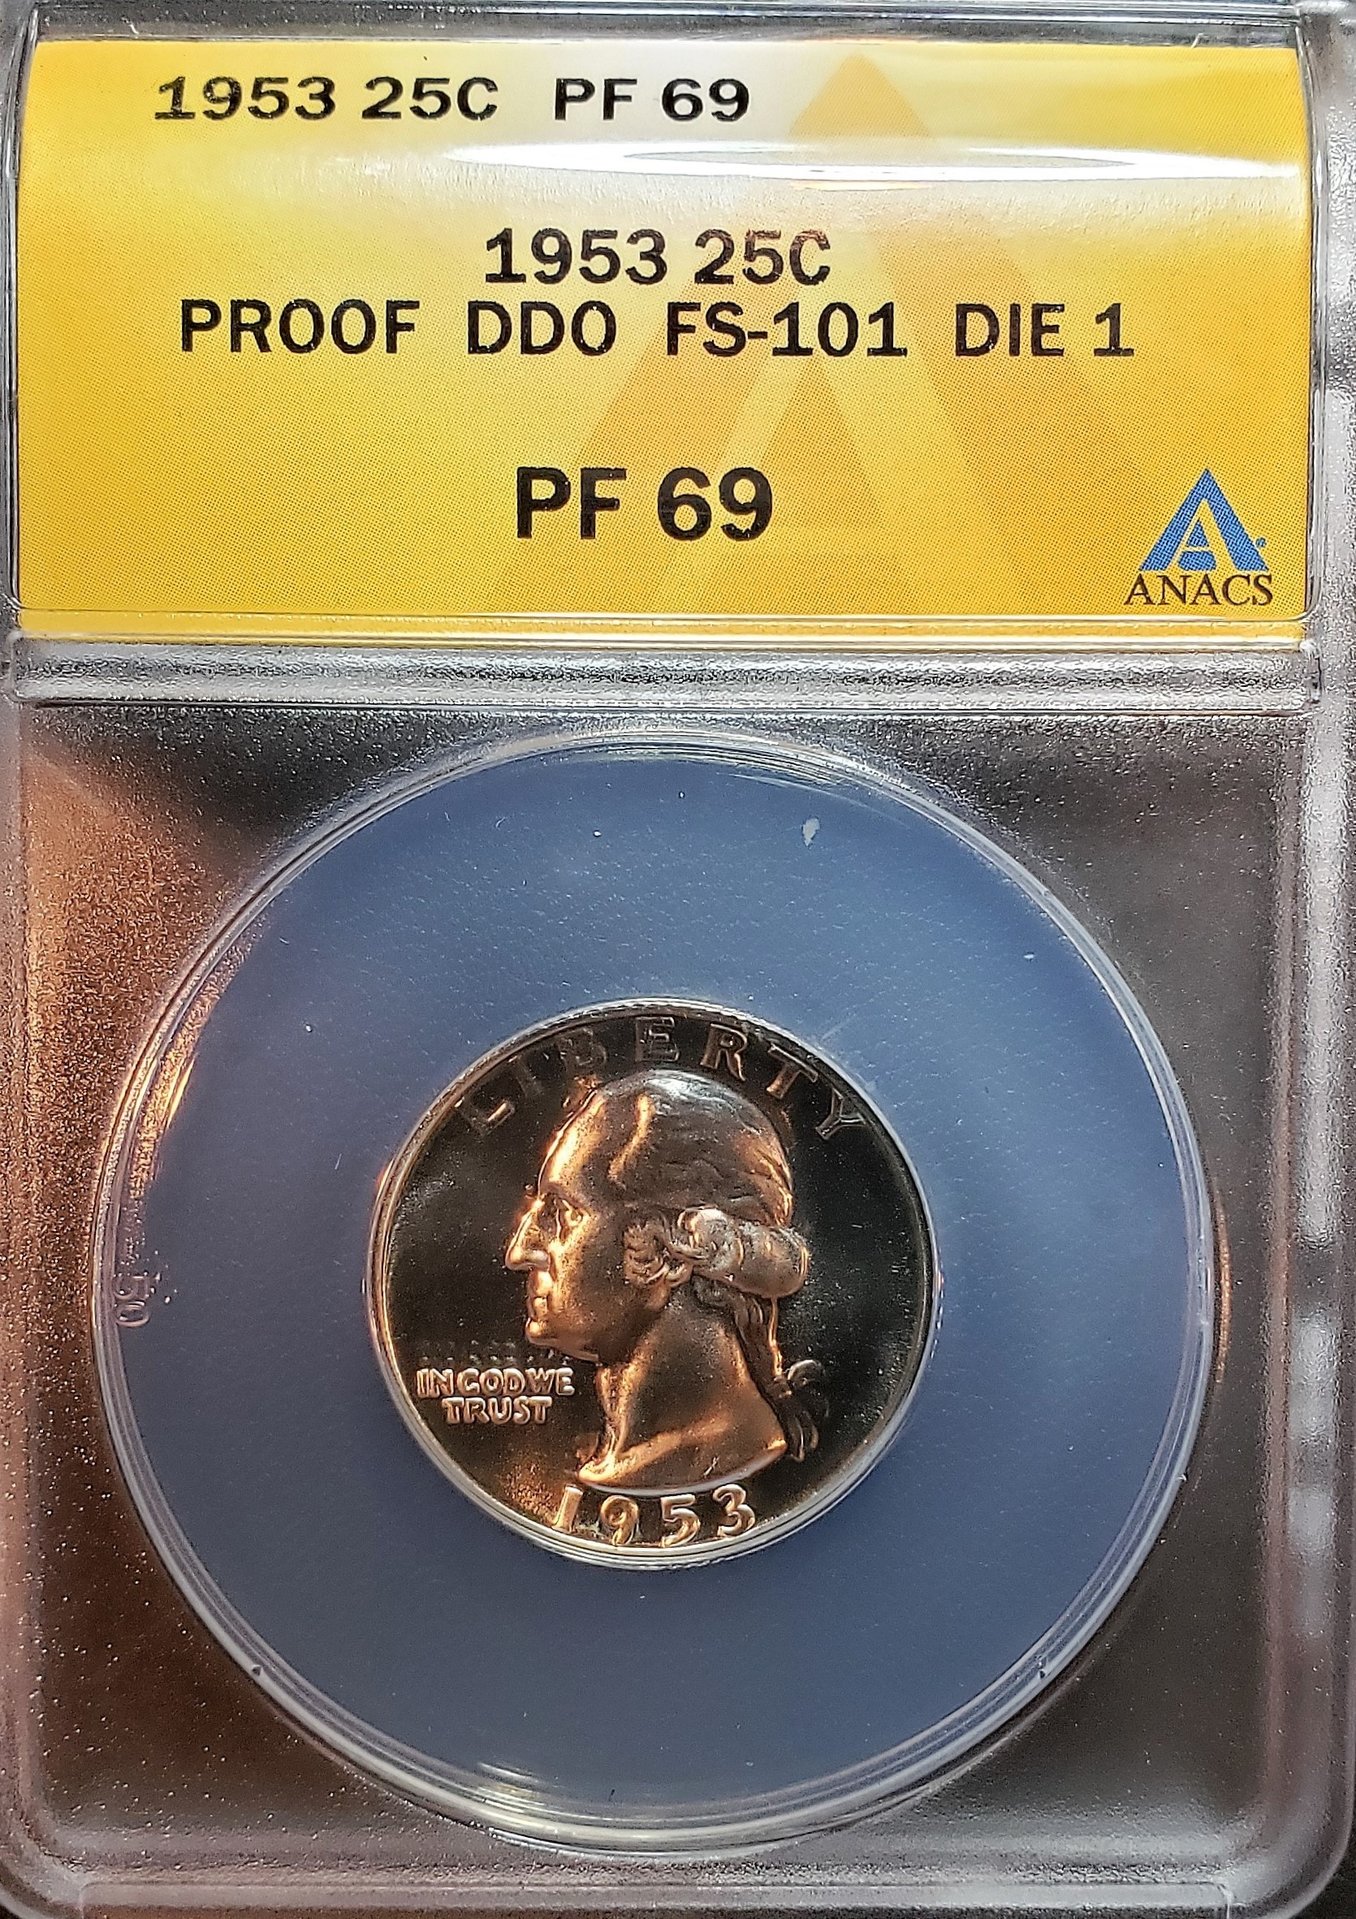 1953 25C PF 69
1953 25C
PROOF DDO FS-101 DIE 1
PF 69
ANACS
LIBERTY
IN GOD WE
TRUST
1953